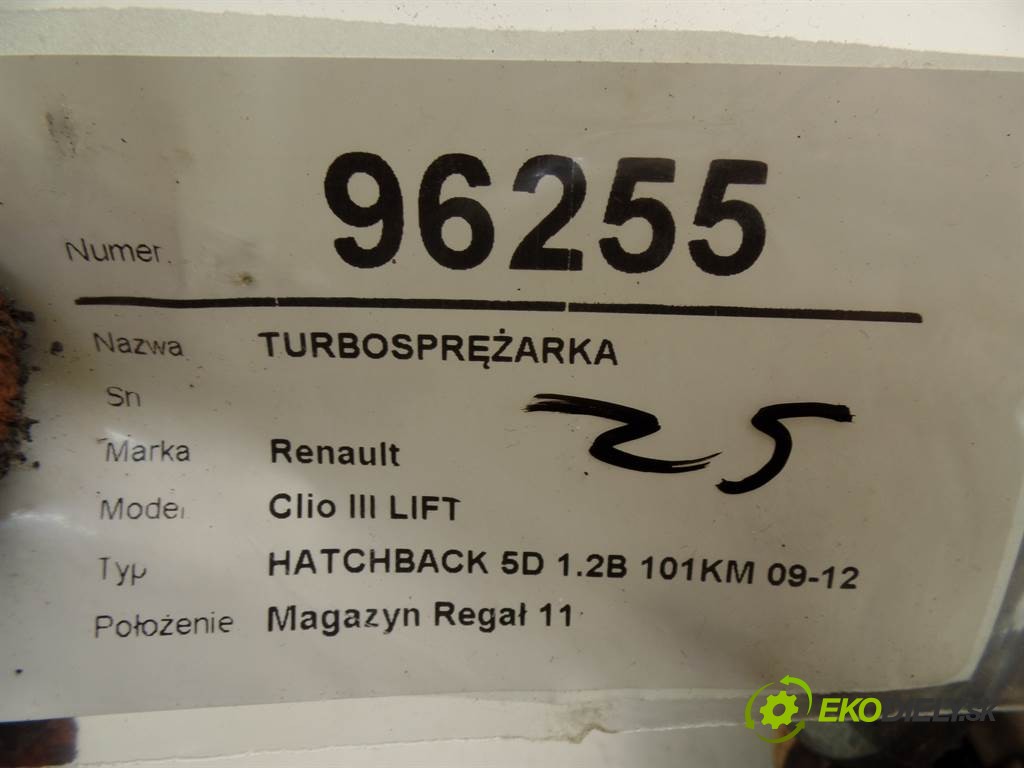 Numer 96255
Nazwa TURBOSPRĘŻARKA
Sn
25
Marka Renault
Model Clio III LIFT
Typ HATCHBACK 5D 1.2B 101KM 09-12
Położenie Magazyn Regał 11
EKODIELY.sk